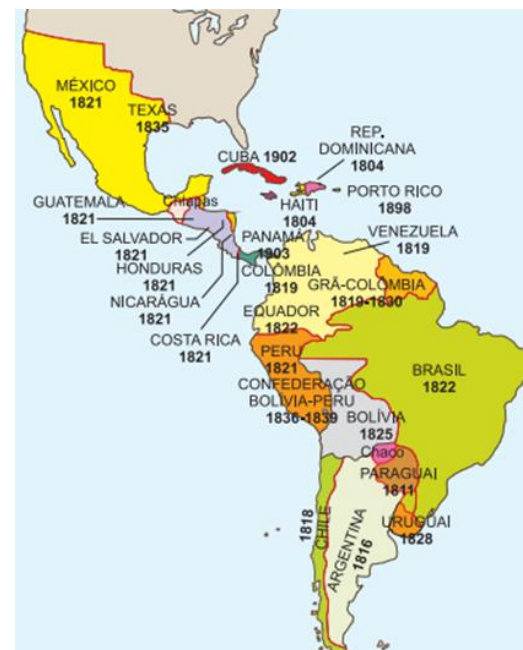 MÉXICO
1821
TEXAS
1835
CUBA 1902
REP.
DOMINICANA
1804
HAITI
1804
PORTO RICO
1898
GUATEMALA
1821
Chiapas
EL SALVADOR
1821
HONDURAS
1821
NICARÁGUA
1821
COSTA RICA
1821
PANAMÁ
1903
VENEZUELA
1819
COLÔMBIA
1819
GRÃ-COLÔMBIA
1819-1830
EQUADOR
1822
PERU
1821
CONFEDERAÇÃO
BOLÍVIA-PERU
1836-1839
BRASIL
1822
BOLÍVIA
1825
Chaco
PARAGUAI
1811
URUGUAI
1828
CHILE
1818
ARGENTINA
1816